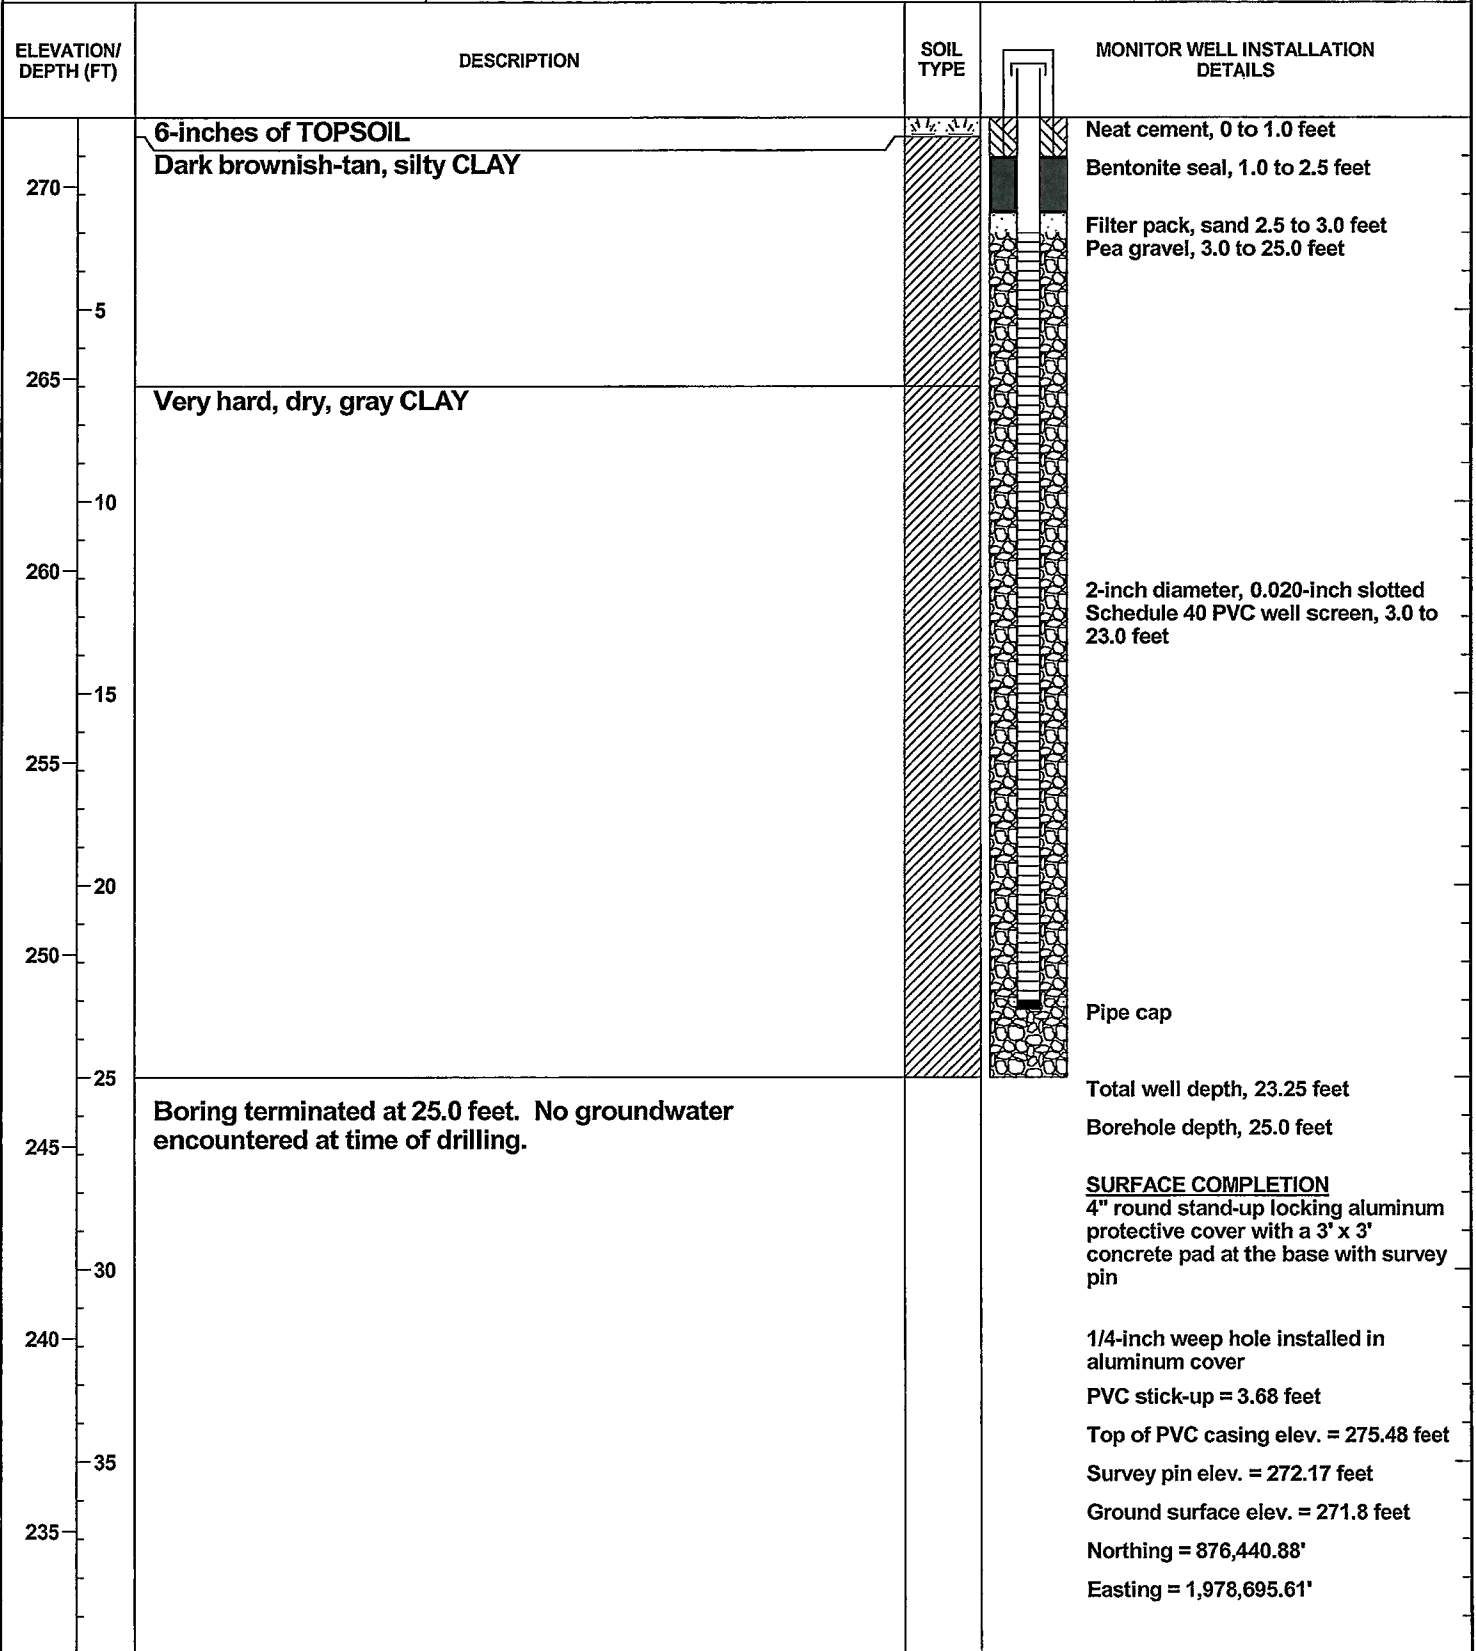 ELEVATION/
DEPTH (FT)
DESCRIPTION
SOIL
TYPE
MONITOR WELL INSTALLATION
DETAILS
6-inches of TOPSOIL
Neat cement, 0 to 1.0 feet
Dark brownish-tan, silty CLAY
Bentonite seal, 1.0 to 2.5 feet
270
Filter pack, sand 2.5 to 3.0 feet
Pea gravel, 3.0 to 25.0 feet
5
265
Very hard, dry, gray CLAY
10
260
2-inch diameter, 0.020-inch slotted
Schedule 40 PVC well screen, 3.0 to
23.0 feet
15
255
20
250
Pipe cap
25
Total well depth, 23.25 feet
Boring terminated at 25.0 feet. No groundwater
encountered at time of drilling.
Borehole depth, 25.0 feet
245
SURFACE COMPLETION
4" round stand-up locking aluminum
protective cover with a 3' x 3'
concrete pad at the base with survey
pin
30
240
1/4-inch weep hole installed in
aluminum cover
PVC stick-up = 3.68 feet
Top of PVC casing elev. = 275.48 feet
35
Survey pin elev. = 272.17 feet
Ground surface elev. = 271.8 feet
235
Northing = 876,440.88'
Easting = 1,978,695.61'